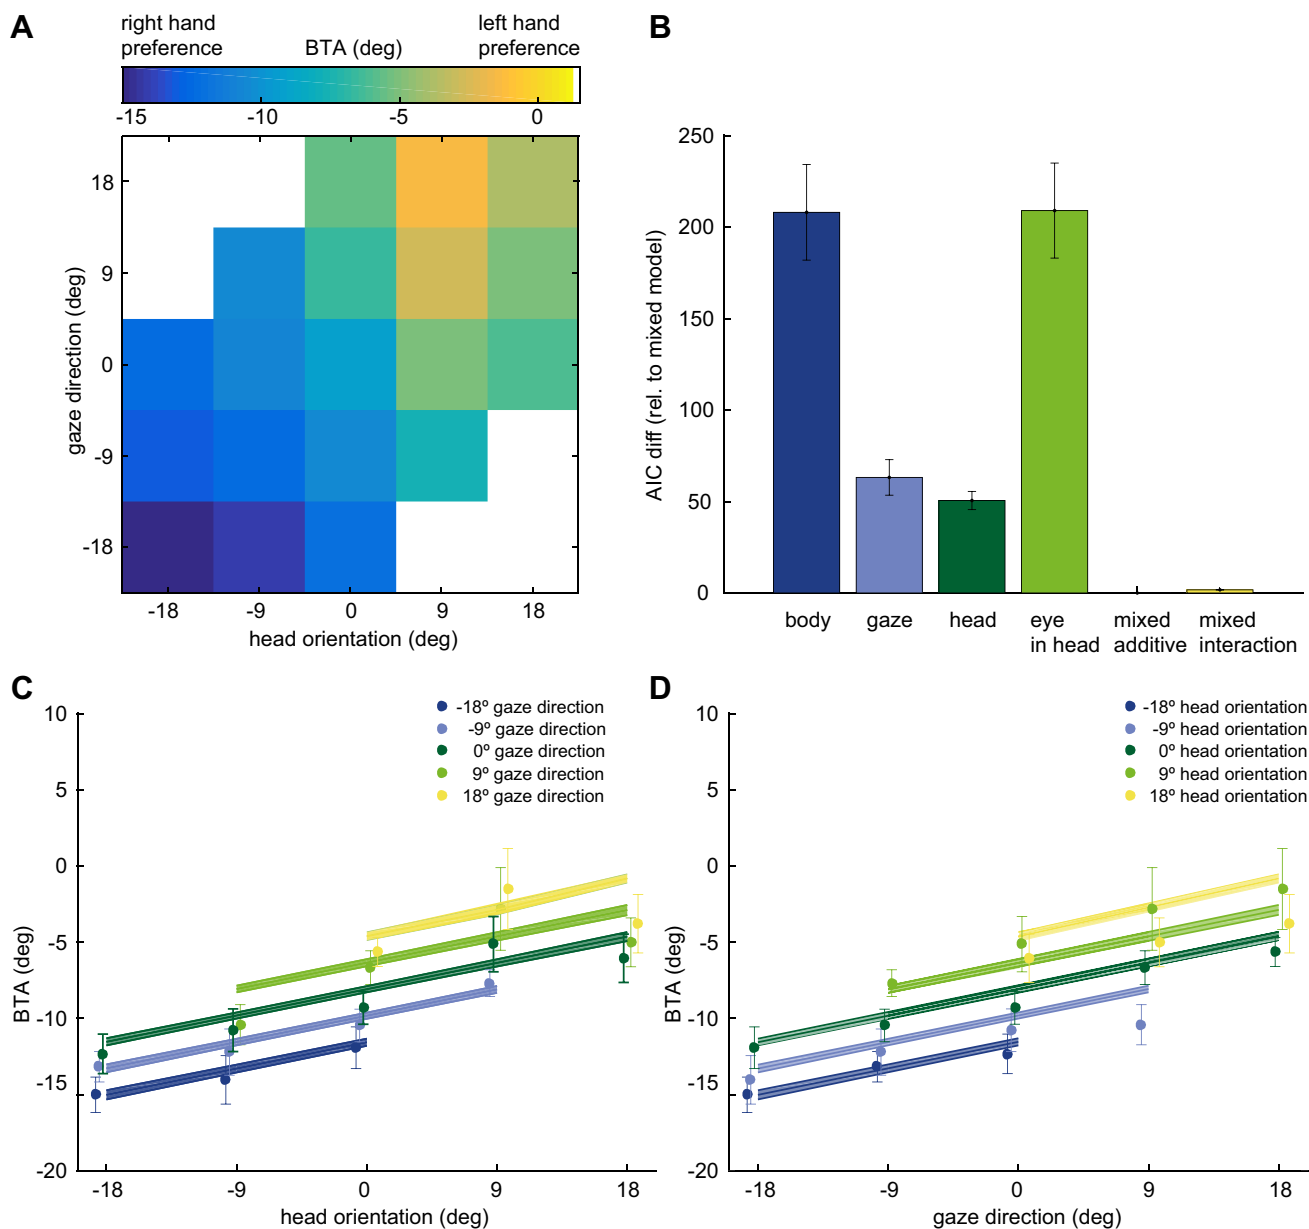 A
right hand preference
BTA (deg)
left hand preference
-15 -10 -5 0
18
9
0
-9
-18
gaze direction (deg)
-18 -9 0 9 18
head orientation (deg)
B
250
200
150
100
50
0
AIC diff (rel. to mixed model)
body gaze head eye in head mixed additive mixed interaction
C
-18º gaze direction
-9º gaze direction
0º gaze direction
9º gaze direction
18º gaze direction
10
5
0
-5
-10
-15
-20
BTA (deg)
-18 -9 0 9 18
head orientation (deg)
D
-18º head orientation
-9º head orientation
0º head orientation
9º head orientation
18º head orientation
10
5
0
-5
-10
-15
-20
BTA (deg)
-18 -9 0 9 18
gaze direction (deg)